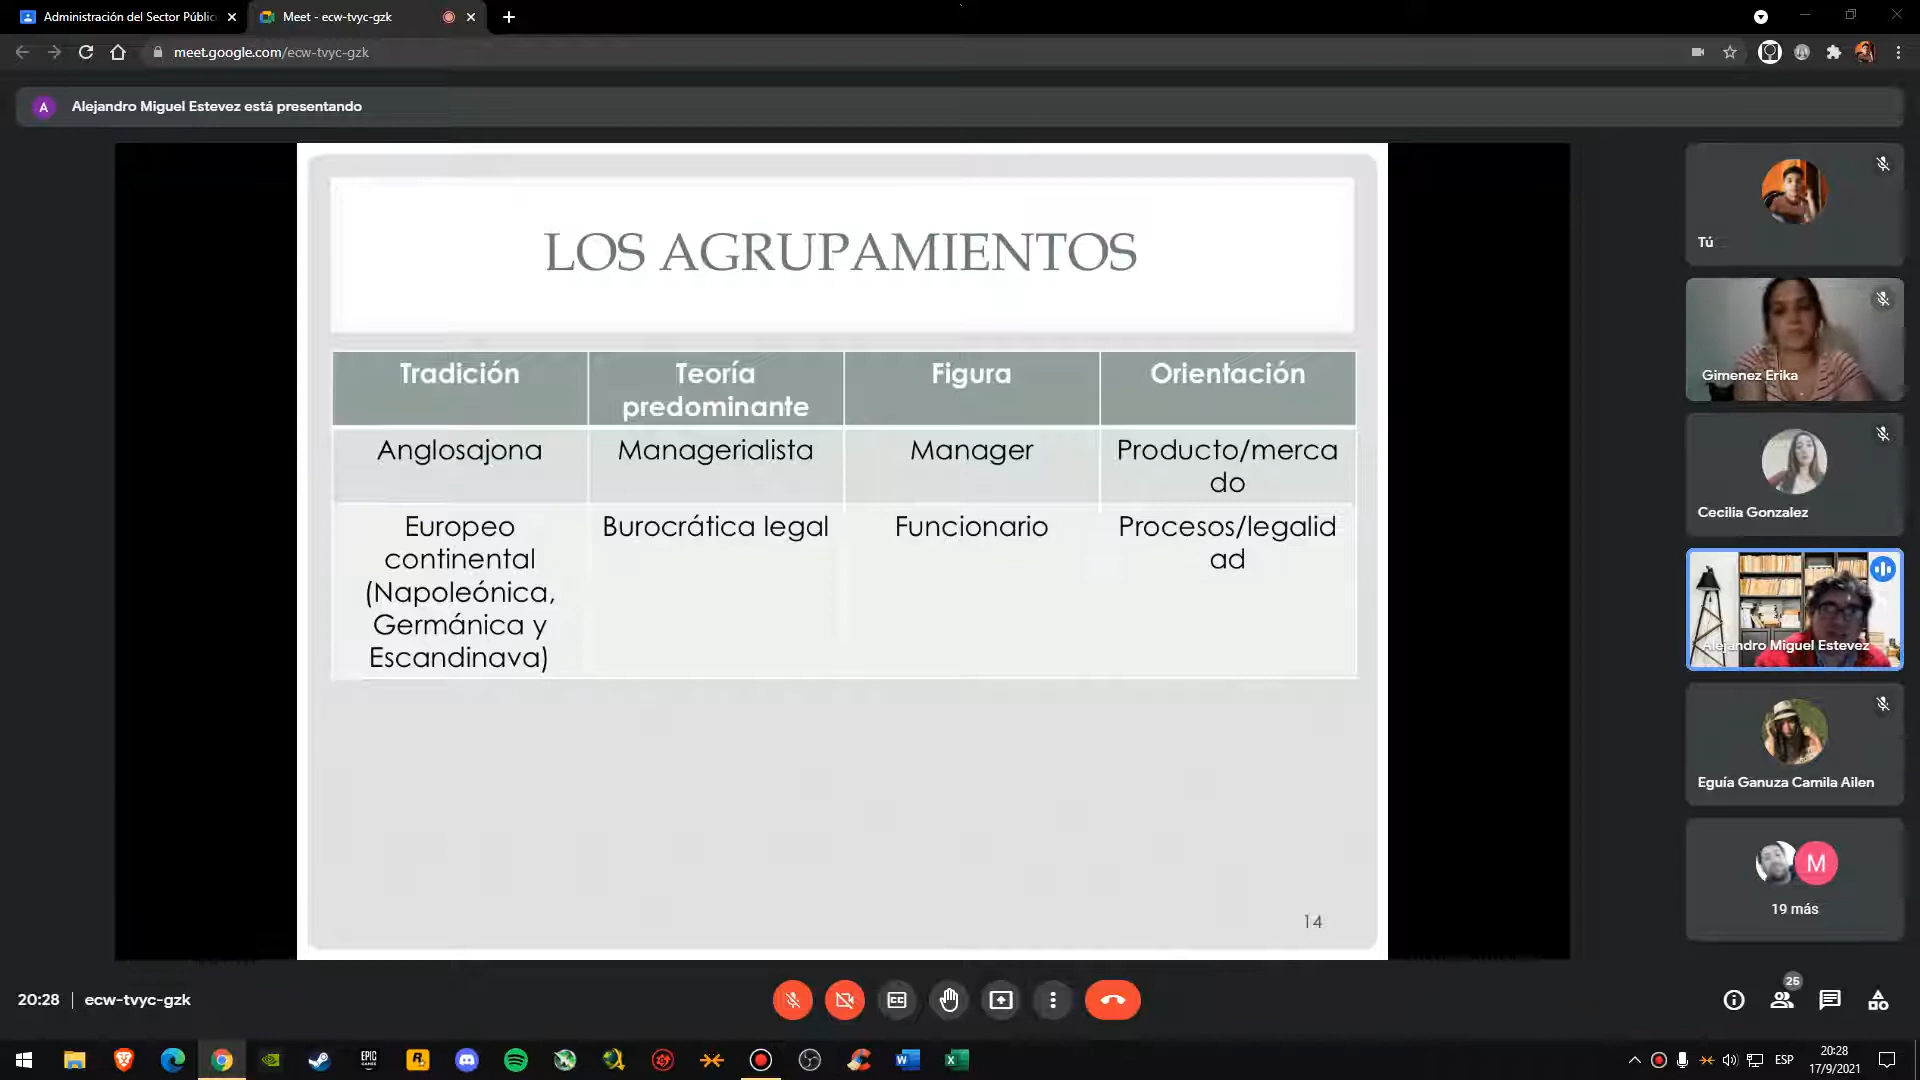 Administración del Sector Públic
Meet - ecw-tvyc-gzk
meet.google.com/ecw-tvyc-gzk
A
Alejandro Miguel Estevez está presentando
LOS AGRUPAMIENTOS
Tradición
Teoría
predominante
Figura
Orientación
Anglosajona
Managerialista
Manager
Producto/merca
do
Europeo
continental
(Napoleónica,
Germánica y
Escandinava)
Burocrática legal
Funcionario
Procesos/legalid
ad
14
Tú
Gimenez Erika
Cecilia Gonzalez
Alejandro Miguel Estevez
Eguía Ganuza Camila Ailen
M
19 más
20:28
ecw-tvyc-gzk
25
EPIC
GAMES
ESP
20:28
17/9/2021